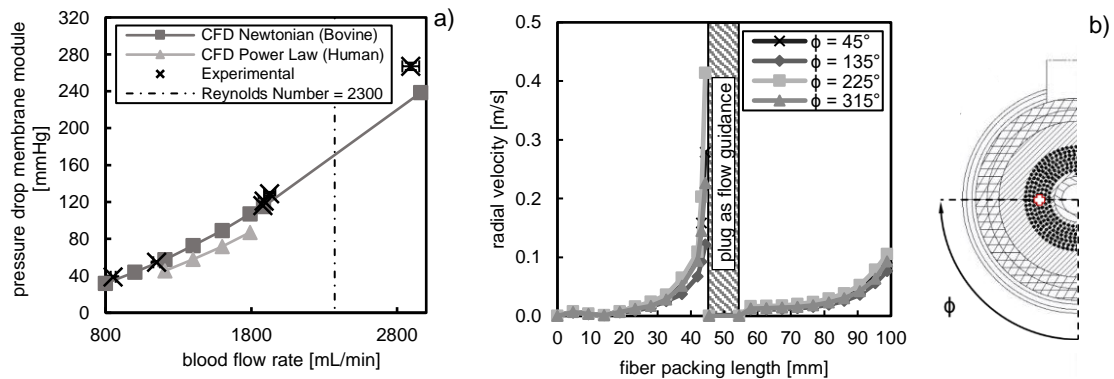 a)
pressure drop membrane module
[mmHg]
320
280
240
200
160
120
80
40
0
CFD Newtonian (Bovine)
CFD Power Law (Human)
Experimental
Reynolds Number = 2300
800 1800 2800
blood flow rate [mL/min]
b)
radial velocity [m/s]
0.5
0.4
0.3
0.2
0.1
0.0
plug as flow guidance
ϕ = 45°
ϕ = 135°
ϕ = 225°
ϕ = 315°
0 10 20 30 40 50 60 70 80 90 100
fiber packing length [mm]
ϕ